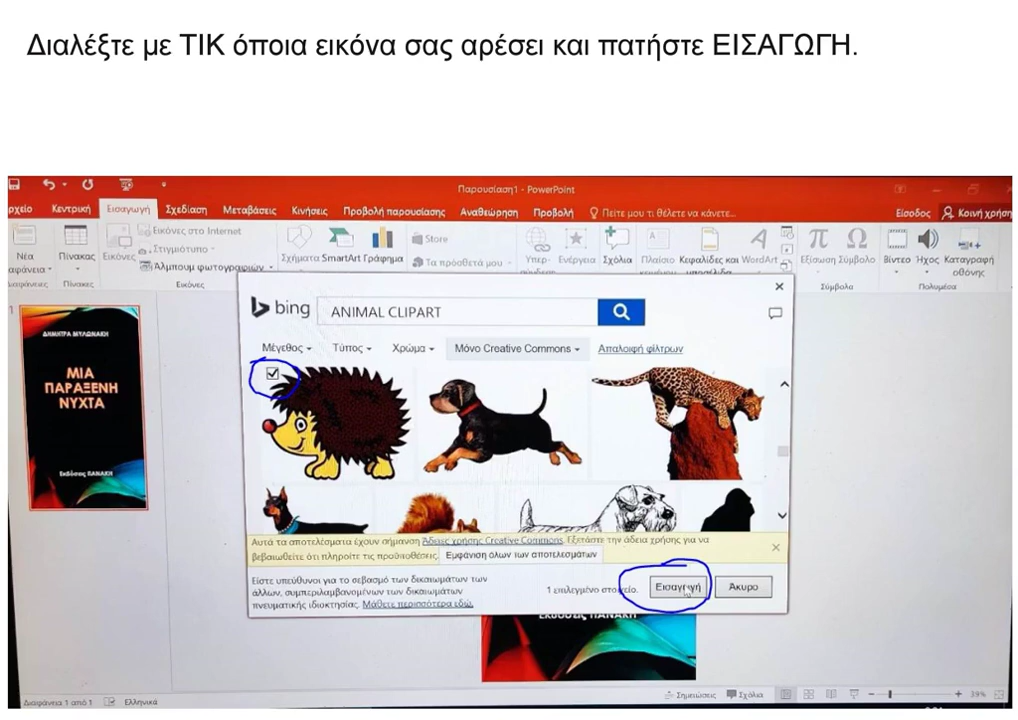 Διαλέξτε με ΤΙΚ όποια εικόνα σας αρέσει και πατήστε ΕΙΣΑΓΩΓΗ.
Παρουσίαση1 - PowerPoint
ρχείο Κεντρική Εισαγωγή Σχεδίαση Μεταβάσεις Κινήσεις Προβολή παρουσίασης Αναθεώρηση Προβολή Πείτε μου τι θέλετε να κάνετε... Είσοδος Κοινή χρήση
Εικόνες στο Internet
Στιγμιότυπο
Άλμπουμ φωτογραφιών
Νέα
αφάνεια
Πίνακας
Εικόνες
Σχήματα SmartArt Γράφημα
Store
Τα πρόσθετά μου
Υπερ-
Ενέργεια
Σχόλια
Πλαίσιο
Κεφαλίδες και WordArt
Εξίσωση Σύμβολο
Βίντεο Ήχος Καταγραφή
οθόνης
Πίνακες
Εικόνες
Σύμβολα
Πολυμέσα
1
ΔΗΜΗΤΡΑ ΜΥΛΩΝΑΚΗ
ΜΙΑ
ΠΑΡΑΞΕΝΗ
ΝΥΧΤΑ
Εκδόσεις ΠΑΝΑΚΗ
bing
ANIMAL CLIPART
Μέγεθος Τύπος Χρώμα Μόνο Creative Commons Απαλοιφή φίλτρων
Αυτά τα αποτελέσματα έχουν σήμανση Άδειες χρήσης Creative Commons. Εξετάστε την άδεια χρήσης για να
βεβαιωθείτε ότι πληροίτε τις προϋποθέσεις. Εμφάνιση όλων των αποτελεσμάτων
Είστε υπεύθυνοι για το σεβασμό των δικαιωμάτων των
άλλων, συμπεριλαμβανομένων των δικαιωμάτων
πνευματικής ιδιοκτησίας. Μάθετε περισσότερα εδώ.
1 επιλεγμένο στοιχείο.
Εισαγωγή
Άκυρο
Εκδόσεις ΠΑΝΑΚΗ
Διαφάνεια 1 από 1 Ελληνικά
Σημειώσεις Σχόλια 39%